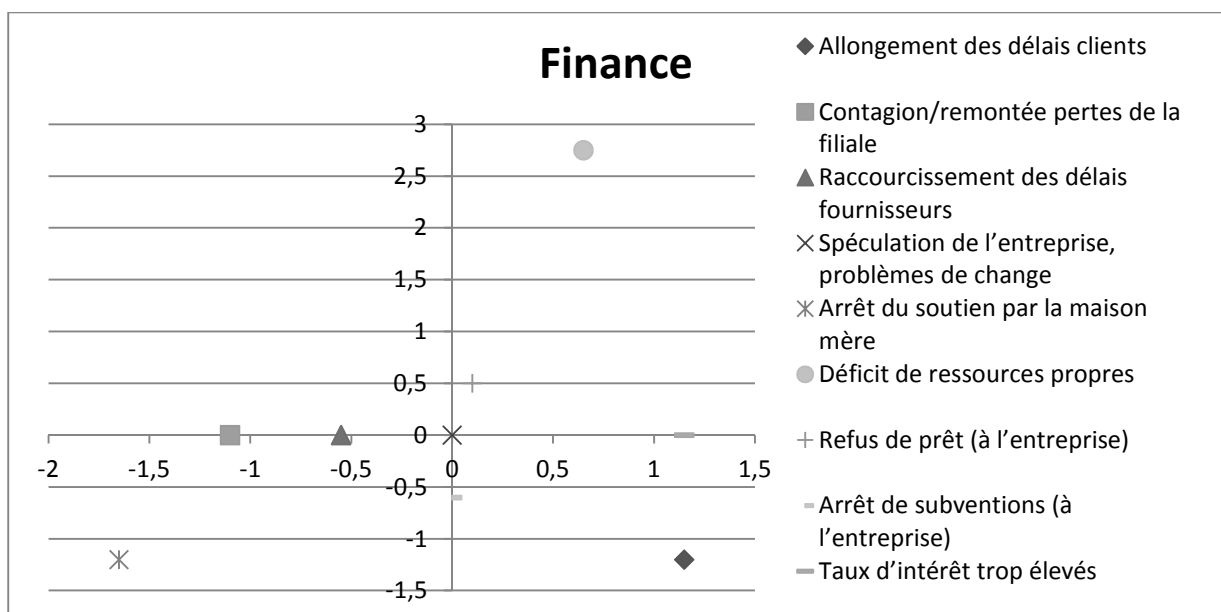 Finance
3
2,5
2
1,5
1
0,5
0
-2 -1,5 -1 -0,5 0 0,5 1 1,5
-0,5
-1
-1,5
Allongement des délais clients
Contagion/remontée pertes de la
filiale
Raccourcissement des délais
fournisseurs
Spéculation de l’entreprise,
problèmes de change
Arrêt du soutien par la maison
mère
Déficit de ressources propres
Refus de prêt (à l’entreprise)
Arrêt de subventions (à
l’entreprise)
Taux d’intérêt trop élevés